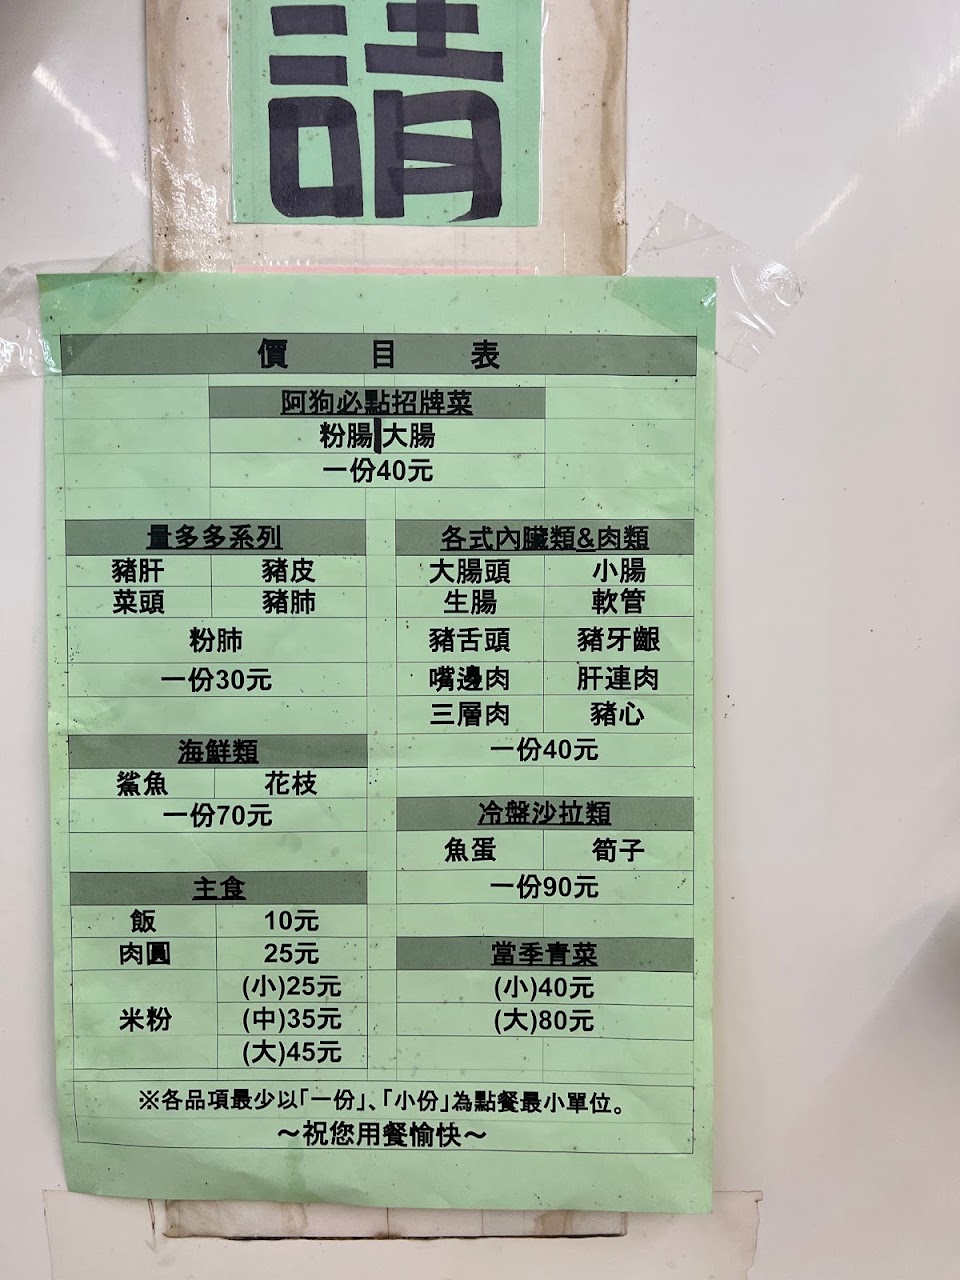 請
價 目 表
阿狗必點招牌菜
粉腸 大腸
一份40元
量多多系列
豬肝 豬皮
菜頭 豬肺
粉肺
一份30元
海鮮類
鯊魚 花枝
一份70元
主食
飯 10元
肉圓 25元
(小)25元
米粉 (中)35元
(大)45元
各式內臟類&肉類
大腸頭 小腸
生腸 軟管
豬舌頭 豬牙齦
嘴邊肉 肝連肉
三層肉 豬心
一份40元
冷盤沙拉類
魚蛋 筍子
一份90元
當季青菜
(小)40元
(大)80元
※各品項最少以「一份」、「小份」為點餐最小單位。
～祝您用餐愉快～